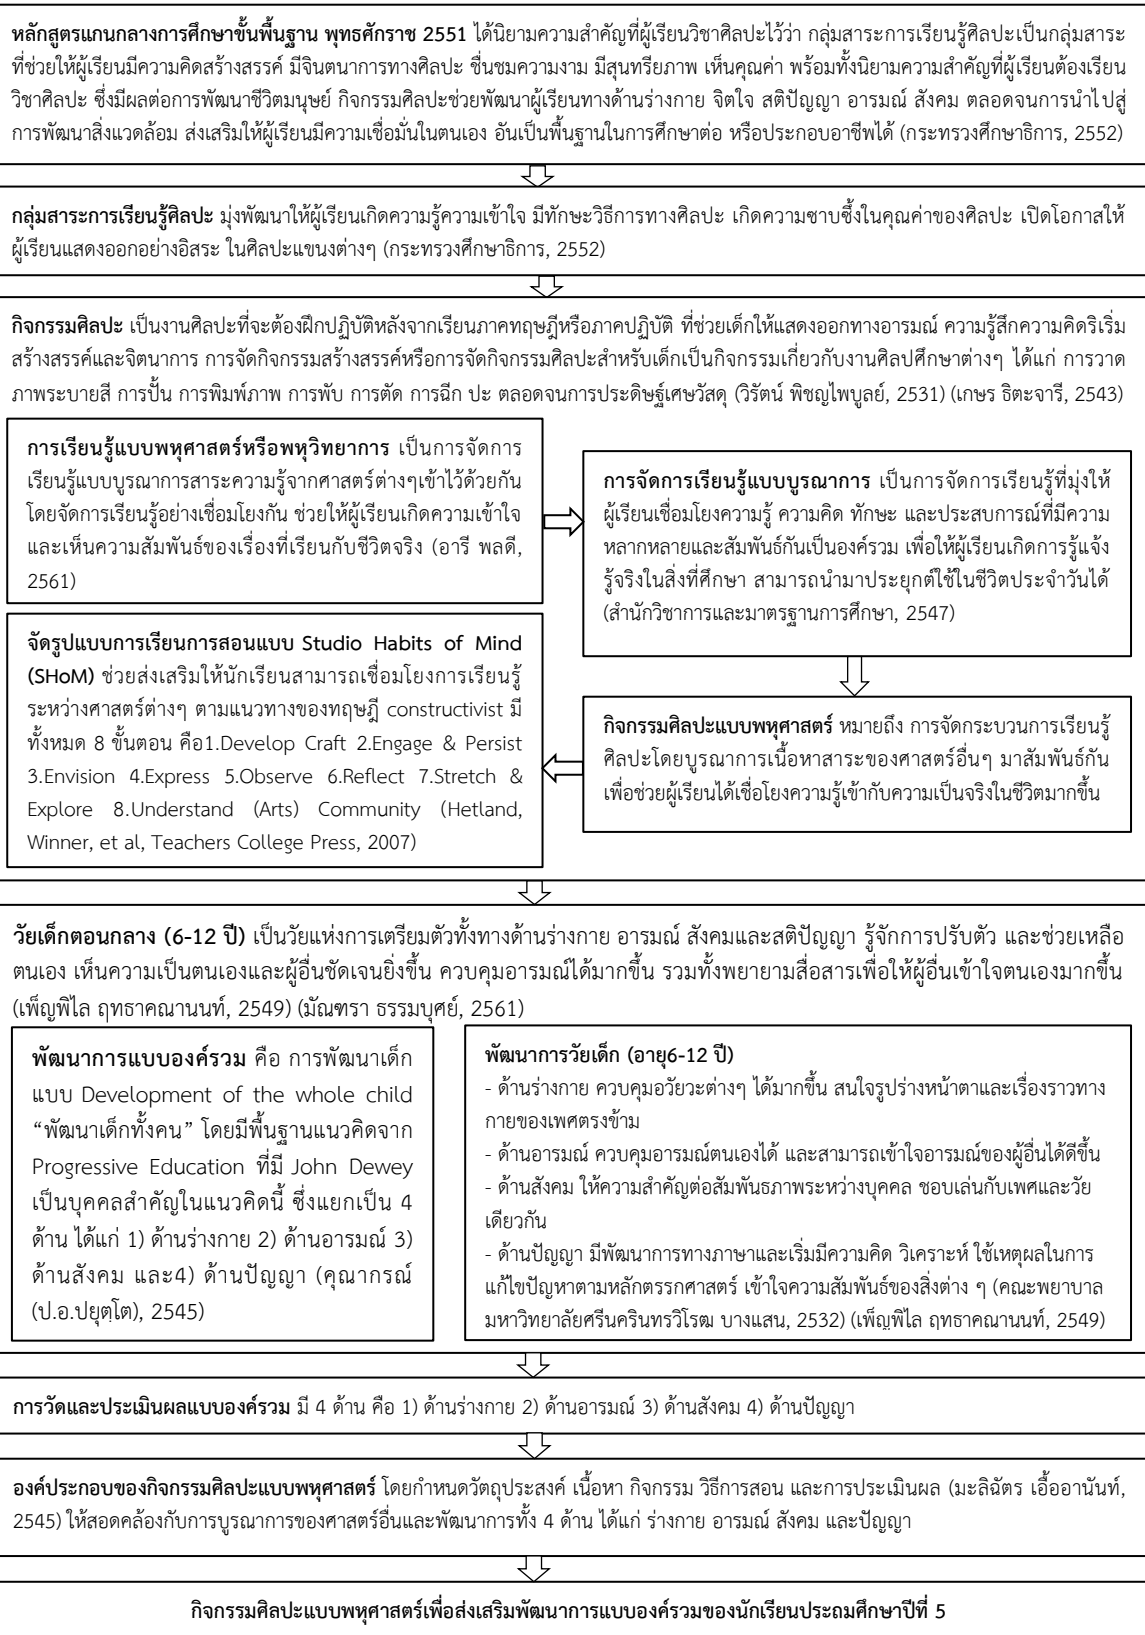 หลักสูตรแกนกลางการศึกษาขั้นพื้นฐาน พุทธศักราช 2551 ได้นิยามความสำคัญที่ผู้เรียนวิชาศิลปะไว้ว่า กลุ่มสาระการเรียนรู้ศิลปะเป็นกลุ่มสาระ
ที่ช่วยให้ผู้เรียนมีความคิดสร้างสรรค์ มีจินตนาการทางศิลปะ ชื่นชมความงาม มีสุนทรียภาพ เห็นคุณค่า พร้อมทั้งนิยามความสำคัญที่ผู้เรียนต้องเรียน
วิชาศิลปะ ซึ่งมีผลต่อการพัฒนาชีวิตมนุษย์ กิจกรรมศิลปะช่วยพัฒนาผู้เรียนทางด้านร่างกาย จิตใจ สติปัญญา อารมณ์ สังคม ตลอดจนการนำไปสู่
การพัฒนาสิ่งแวดล้อม ส่งเสริมให้ผู้เรียนมีความเชื่อมั่นในตนเอง อันเป็นพื้นฐานในการศึกษาต่อ หรือประกอบอาชีพได้ (กระทรวงศึกษาธิการ, 2552)
กลุ่มสาระการเรียนรู้ศิลปะ มุ่งพัฒนาให้ผู้เรียนเกิดความรู้ความเข้าใจ มีทักษะวิธีการทางศิลปะ เกิดความซาบซึ้งในคุณค่าของศิลปะ เปิดโอกาสให้
ผู้เรียนแสดงออกอย่างอิสระ ในศิลปะแขนงต่างๆ (กระทรวงศึกษาธิการ, 2552)
กิจกรรมศิลปะ เป็นงานศิลปะที่จะต้องฝึกปฏิบัติหลังจากเรียนภาคทฤษฎีหรือภาคปฏิบัติ ที่ช่วยเด็กให้แสดงออกทางอารมณ์ ความรู้สึกความคิดริเริ่ม
สร้างสรรค์และจิตนาการ การจัดกิจกรรมสร้างสรรค์หรือการจัดกิจกรรมศิลปะสำหรับเด็กเป็นกิจกรรมเกี่ยวกับงานศิลปศึกษาต่างๆ ได้แก่ การวาด
ภาพระบายสี การปั้น การพิมพ์ภาพ การพับ การตัด การฉีก ปะ ตลอดจนการประดิษฐ์เศษวัสดุ (วิรัตน์ พิชญไพบูลย์, 2531) (เกษร ธิตะจารี, 2543)
การเรียนรู้แบบพหุศาสตร์หรือพหุวิทยาการ เป็นการจัดการ
เรียนรู้แบบบูรณาการสาระความรู้จากศาสตร์ต่างๆเข้าไว้ด้วยกัน
โดยจัดการเรียนรู้อย่างเชื่อมโยงกัน ช่วยให้ผู้เรียนเกิดความเข้าใจ
และเห็นความสัมพันธ์ของเรื่องที่เรียนกับชีวิตจริง (อารี พลดี,
2561)
การจัดการเรียนรู้แบบบูรณาการ เป็นการจัดการเรียนรู้ที่มุ่งให้
ผู้เรียนเชื่อมโยงความรู้ ความคิด ทักษะ และประสบการณ์ที่มีความ
หลากหลายและสัมพันธ์กันเป็นองค์รวม เพื่อให้ผู้เรียนเกิดการรู้แจ้ง
รู้จริงในสิ่งที่ศึกษา สามารถนำมาประยุกต์ใช้ในชีวิตประจำวันได้
(สำนักวิชาการและมาตรฐานการศึกษา, 2547)
จัดรูปแบบการเรียนการสอนแบบ Studio Habits of Mind
(SHoM) ช่วยส่งเสริมให้นักเรียนสามารถเชื่อมโยงการเรียนรู้
ระหว่างศาสตร์ต่างๆ ตามแนวทางของทฤษฎี constructivist มี
ทั้งหมด 8 ขั้นตอน คือ1.Develop Craft 2.Engage & Persist
3.Envision 4.Express 5.Observe 6.Reflect 7.Stretch &
Explore 8.Understand (Arts) Community (Hetland,
Winner, et al, Teachers College Press, 2007)
กิจกรรมศิลปะแบบพหุศาสตร์ หมายถึง การจัดกระบวนการเรียนรู้
ศิลปะโดยบูรณาการเนื้อหาสาระของศาสตร์อื่นๆ มาสัมพันธ์กัน
เพื่อช่วยผู้เรียนได้เชื่อโยงความรู้เข้ากับความเป็นจริงในชีวิตมากขึ้น
วัยเด็กตอนกลาง (6-12 ปี) เป็นวัยแห่งการเตรียมตัวทั้งทางด้านร่างกาย อารมณ์ สังคมและสติปัญญา รู้จักการปรับตัว และช่วยเหลือ
ตนเอง เห็นความเป็นตนเองและผู้อื่นชัดเจนยิ่งขึ้น ควบคุมอารมณ์ได้มากขึ้น รวมทั้งพยายามสื่อสารเพื่อให้ผู้อื่นเข้าใจตนเองมากขึ้น
(เพ็ญพิไล ฤทธาคณานนท์, 2549) (มัณฑรา ธรรมบุศย์, 2561)
พัฒนาการแบบองค์รวม คือ การพัฒนาเด็ก
แบบ Development of the whole child
“พัฒนาเด็กทั้งคน” โดยมีพื้นฐานแนวคิดจาก
Progressive Education ที่มี John Dewey
เป็นบุคคลสำคัญในแนวคิดนี้ ซึ่งแยกเป็น 4
ด้าน ได้แก่ 1) ด้านร่างกาย 2) ด้านอารมณ์ 3)
ด้านสังคม และ4) ด้านปัญญา (คุณากรณ์
(ป.อ.ปยุตฺโต), 2545)
พัฒนาการวัยเด็ก (อายุ6-12 ปี)
- ด้านร่างกาย ควบคุมอวัยวะต่างๆ ได้มากขึ้น สนใจรูปร่างหน้าตาและเรื่องราวทาง
กายของเพศตรงข้าม
- ด้านอารมณ์ ควบคุมอารมณ์ตนเองได้ และสามารถเข้าใจอารมณ์ของผู้อื่นได้ดีขึ้น
- ด้านสังคม ให้ความสำคัญต่อสัมพันธภาพระหว่างบุคคล ชอบเล่นกับเพศและวัย
เดียวกัน
- ด้านปัญญา มีพัฒนาการทางภาษาและเริ่มมีความคิด วิเคราะห์ ใช้เหตุผลในการ
แก้ไขปัญหาตามหลักตรรกศาสตร์ เข้าใจความสัมพันธ์ของสิ่งต่าง ๆ (คณะพยาบาล
มหาวิทยาลัยศรีนครินทรวิโรฒ บางแสน, 2532) (เพ็ญพิไล ฤทธาคณานนท์, 2549)
การวัดและประเมินผลแบบองค์รวม มี 4 ด้าน คือ 1) ด้านร่างกาย 2) ด้านอารมณ์ 3) ด้านสังคม 4) ด้านปัญญา
องค์ประกอบของกิจกรรมศิลปะแบบพหุศาสตร์ โดยกำหนดวัตถุประสงค์ เนื้อหา กิจกรรม วิธีการสอน และการประเมินผล (มะลิฉัตร เอื้ออานันท์,
2545) ให้สอดคล้องกับการบูรณาการของศาสตร์อื่นและพัฒนาการทั้ง 4 ด้าน ได้แก่ ร่างกาย อารมณ์ สังคม และปัญญา
กิจกรรมศิลปะแบบพหุศาสตร์เพื่อส่งเสริมพัฒนาการแบบองค์รวมของนักเรียนประถมศึกษาปีที่ 5